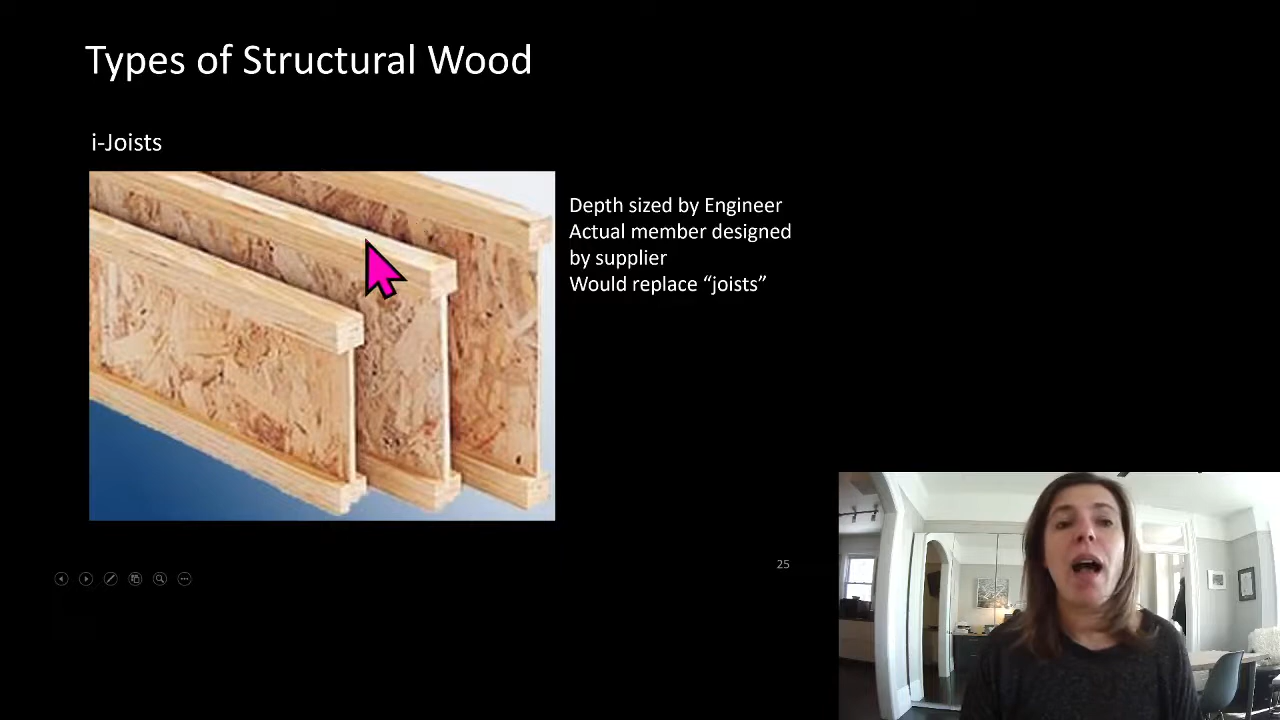 Types of Structural Wood
i-Joists
Depth sized by Engineer
Actual member designed
by supplier
Would replace “joists”
25